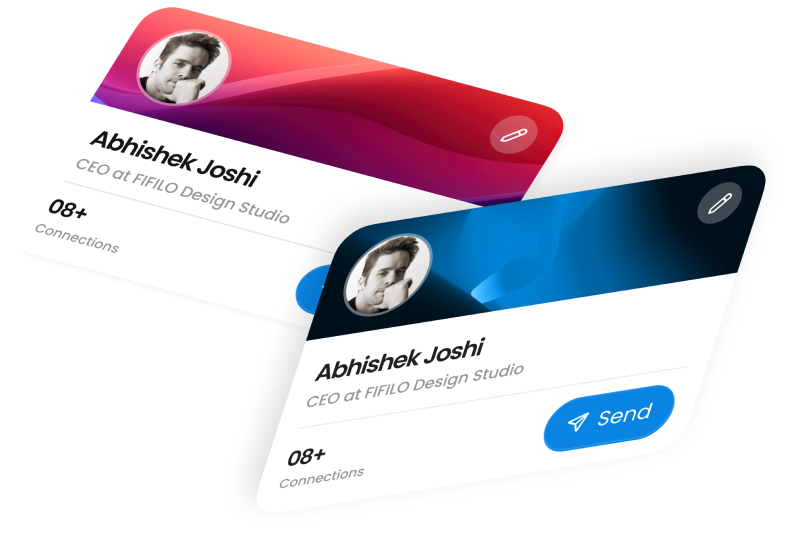 Abhishek Joshi
CEO at FIFILO Design Studio
08+
Connections
Abhishek Joshi
CEO at FIFILO Design Studio
08+
Connections
Send